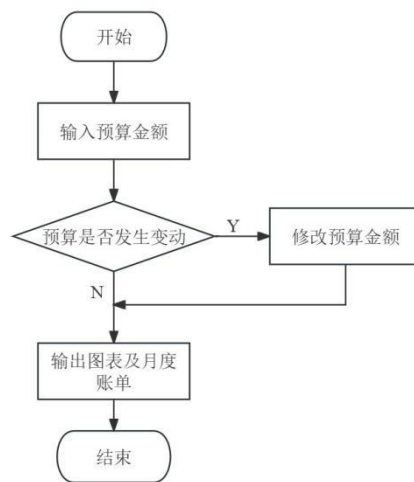 开始
输入预算金额
预算是否发生变动
Y
修改预算金额
N
输出图表及月度
账单
结束